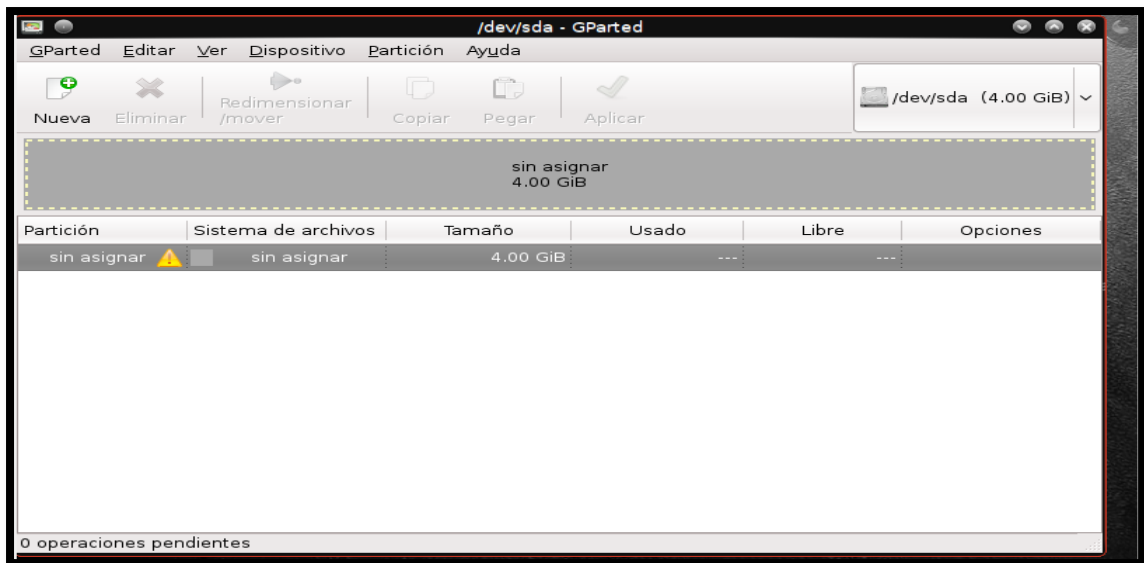 /dev/sda - GParted
GParted Editar Ver Dispositivo Partición Ayuda
Nueva Eliminar Redimensionar /mover Copiar Pegar Aplicar /dev/sda (4.00 GiB)
sin asignar
4.00 GiB
Partición Sistema de archivos Tamaño Usado Libre Opciones
sin asignar sin asignar 4.00 GiB --- ---
0 operaciones pendientes